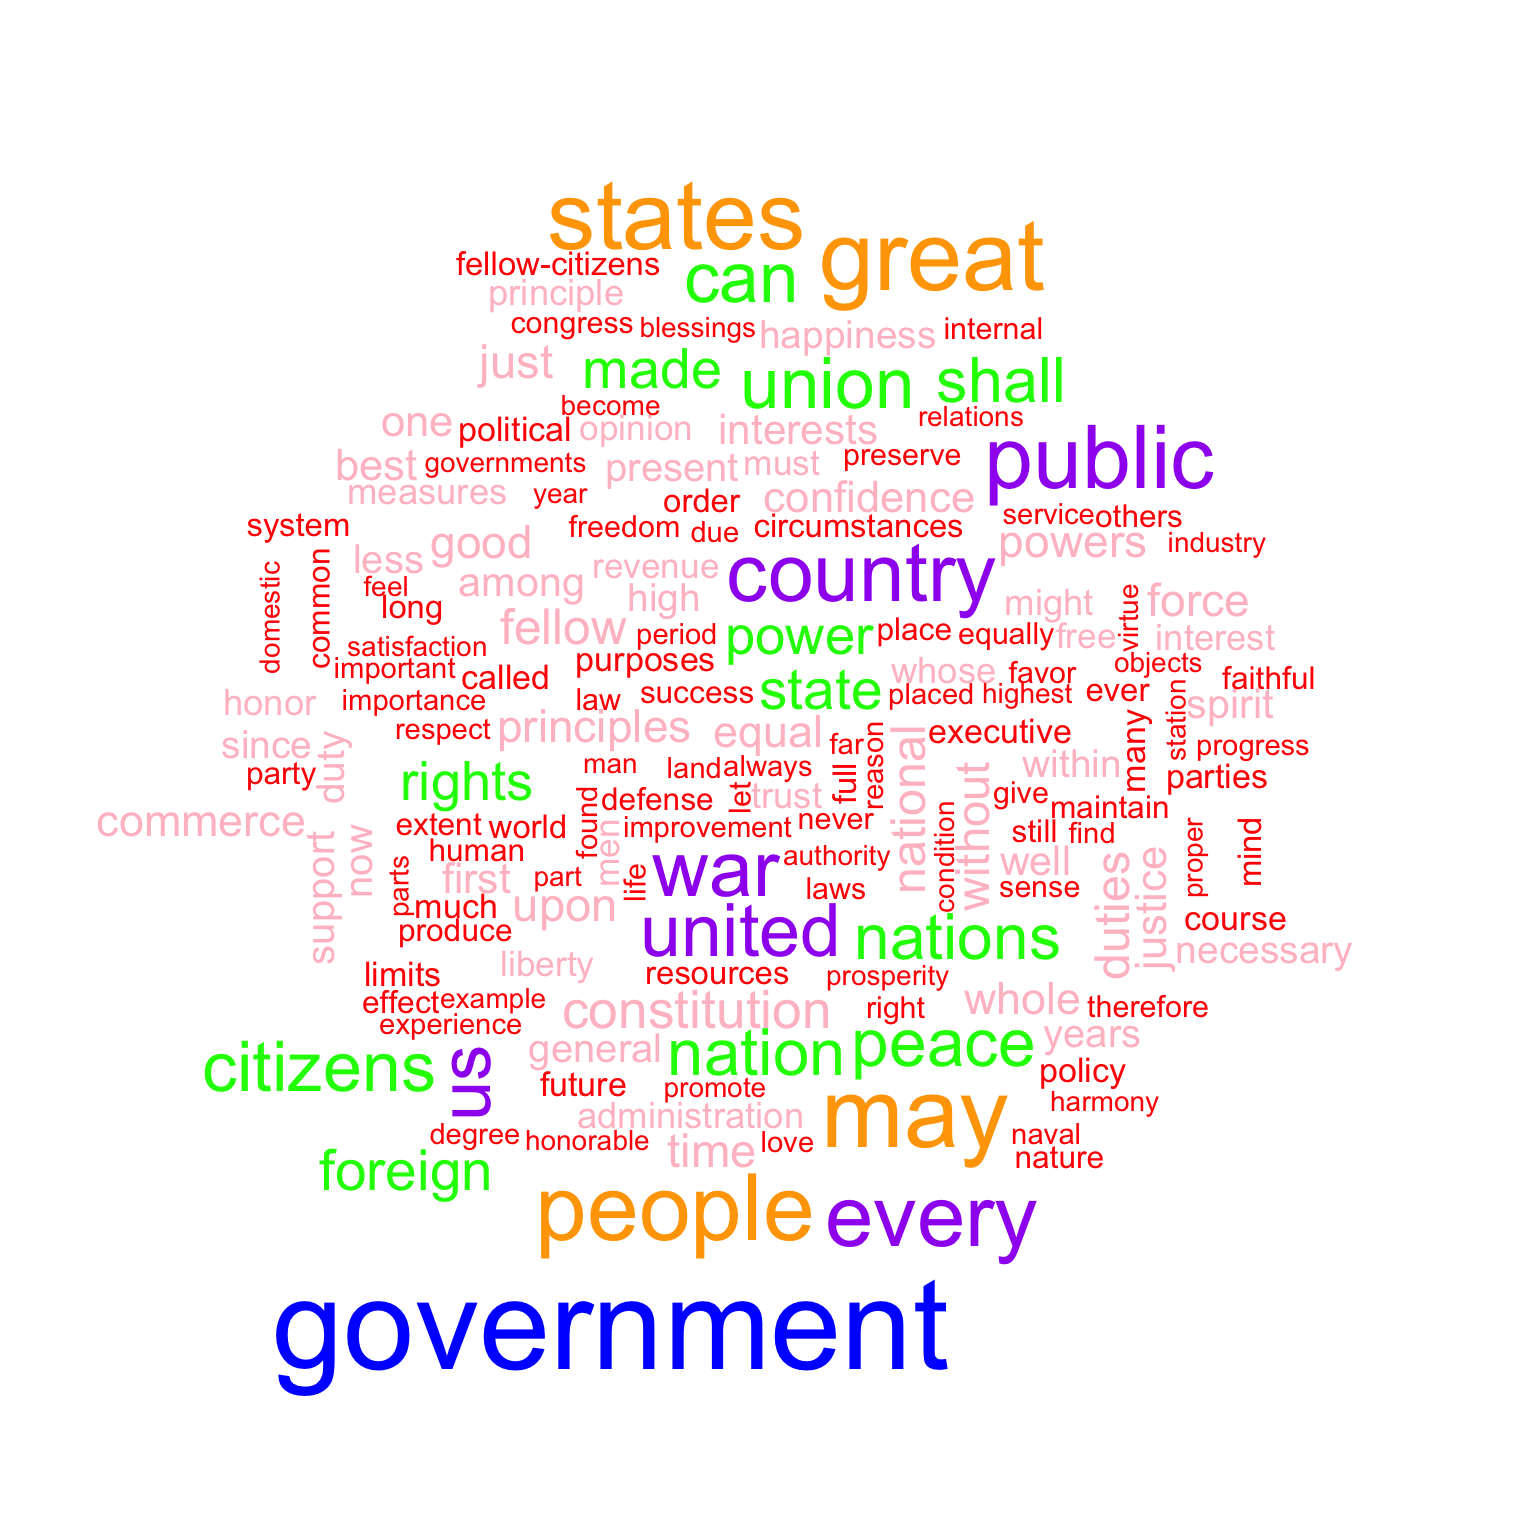 states
great
fellow-citizens
can
principle
congress
blessings
happiness
internal
just
made
union
shall
become
one
political
opinion
interests
relations
public
best
governments
present
must
preserve
measures
year
order
confidence
system
freedom
due
circumstances
service
others
good
powers
industry
less
among
revenue
country
domestic
common
feel
long
high
might
force
fellow
period
power
place
equally
free
virtue
interest
satisfaction
important
called
purposes
whose
favor
objects
faithful
honor
importance
law
success
state
placed
highest
ever
station
spirit
respect
principles
equal
far
reason
national
executive
many
progress
since
duty
party
rights
man
land
always
full
within
parties
let
trust
defense
give
maintain
commerce
extent
world
found
improvement
never
without
still
find
support
now
human
men
war
authority
condition
well
proper
mind
parts
first
part
life
laws
sense
duties
justice
much
upon
course
produce
united
nations
necessary
limits
liberty
resources
prosperity
effect
example
constitution
right
whole
therefore
experience
years
citizens
us
general
nation
peace
future
promote
policy
administration
may
harmony
degree
honorable
time
love
naval
nature
foreign
people
every
government